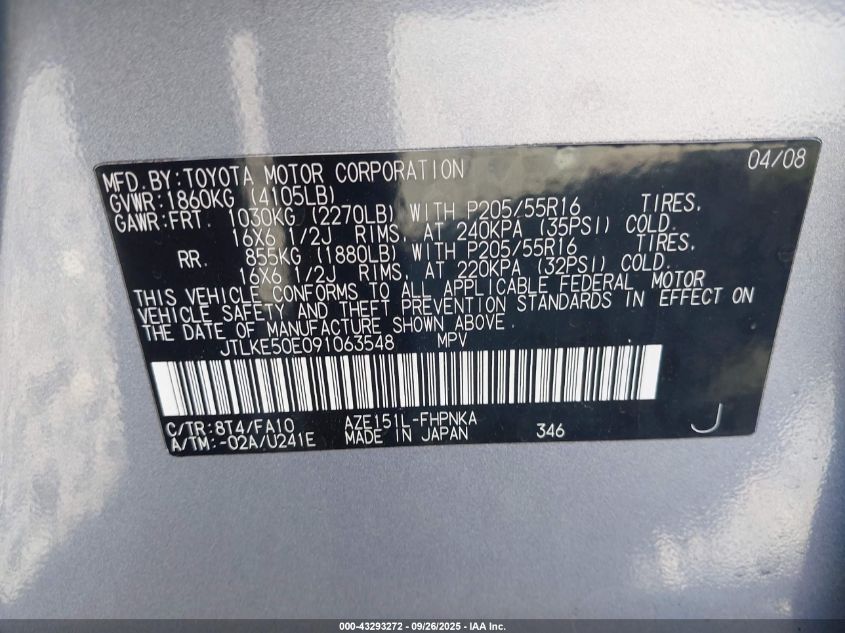 MFD.BY:TOYOTA MOTOR CORPORATION 04/08
GVWR:1860KG (4105LB)
GAWR:FRT. 1030KG (2270LB) WITH P205/55R16 TIRES,
16X6 1/2J RIMS, AT 240KPA (35PSI) COLD.
RR. 855KG (1880LB) WITH P205/55R16 TIRES,
16X6 1/2J RIMS, AT 220KPA (32PSI) COLD.
THIS VEHICLE CONFORMS TO ALL APPLICABLE FEDERAL MOTOR
VEHICLE SAFETY AND THEFT PREVENTION STANDARDS IN EFFECT ON
THE DATE OF MANUFACTURE SHOWN ABOVE.
JTLKE50E091063548 MPV
C/TR:8T4/FA10 AZE151L-FHPNKA
A/TM:-02A/U241E MADE IN JAPAN 346 J
000-43293272 - 09/26/2025 - IAA Inc.